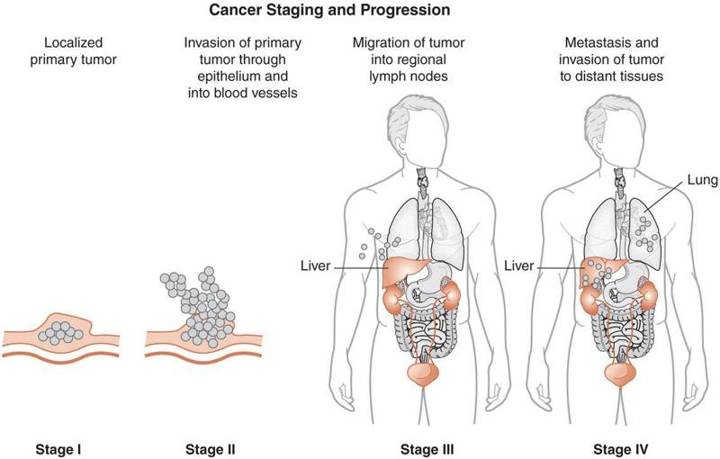 Cancer Staging and Progression
Localized
primary tumor
Invasion of primary
tumor through
epithelium and
into blood vessels
Migration of tumor
into regional
lymph nodes
Metastasis and
invasion of tumor
to distant tissues
Liver
Liver
Lung
Stage I
Stage II
Stage III
Stage IV